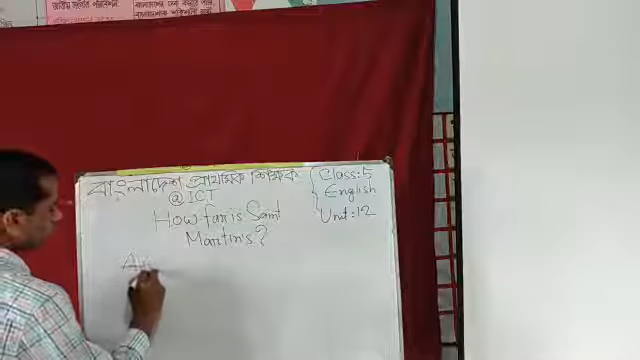 জাতীয় স্মৃতির
বাংলাদেশ প্রাথমিক শিক্ষক
@ICT
Class: 5
English
Unit: 12
How far is Saint
Martin's?